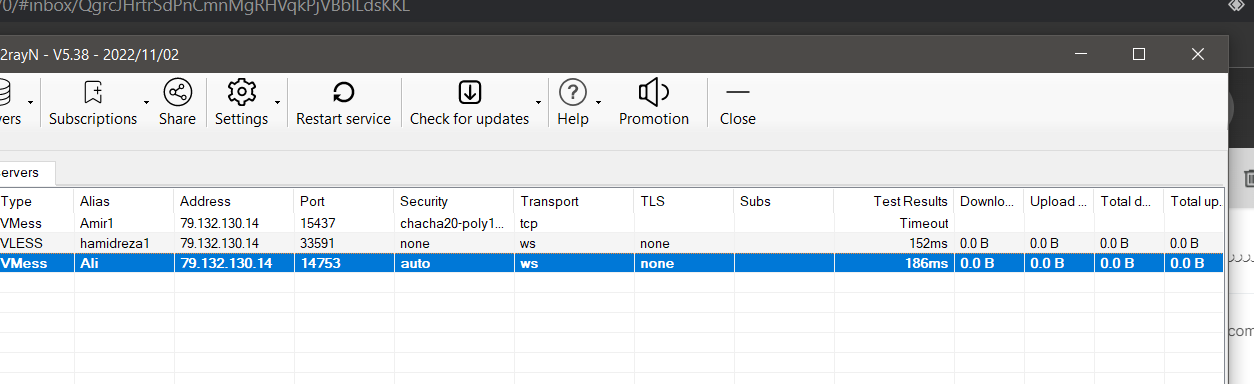 0/#inbox/QgrcJHrtrSdPnCmnMgRHVqkPjVBbILdsKKL
2rayN - V5.38 - 2022/11/02
vers Subscriptions Share Settings Restart service Check for updates Help Promotion Close
ervers
Type Alias Address Port Security Transport TLS Subs Test Results Downlo... Upload ... Total d... Total up.
VMess Amir1 79.132.130.14 15437 chacha20-poly1... tcp Timeout
VLESS hamidreza1 79.132.130.14 33591 none ws none 152ms 0.0 B 0.0 B 0.0 B 0.0 B
VMess Ali 79.132.130.14 14753 auto ws none 186ms 0.0 B 0.0 B 0.0 B 0.0 B
com